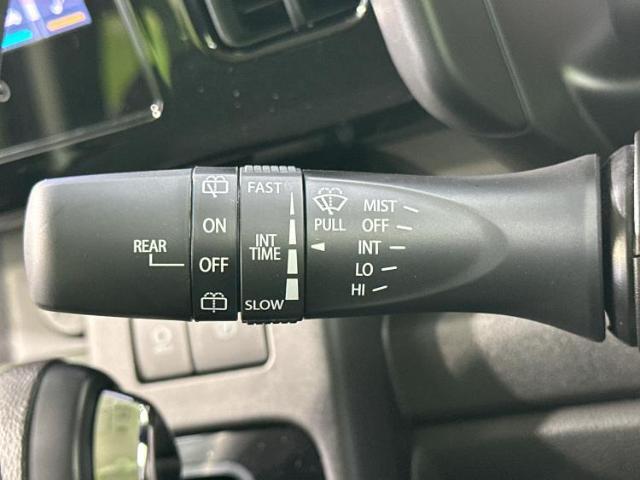 REAR
ON
OFF
FAST
INT
TIME
SLOW
PULL
MIST
OFF
INT
LO
HI